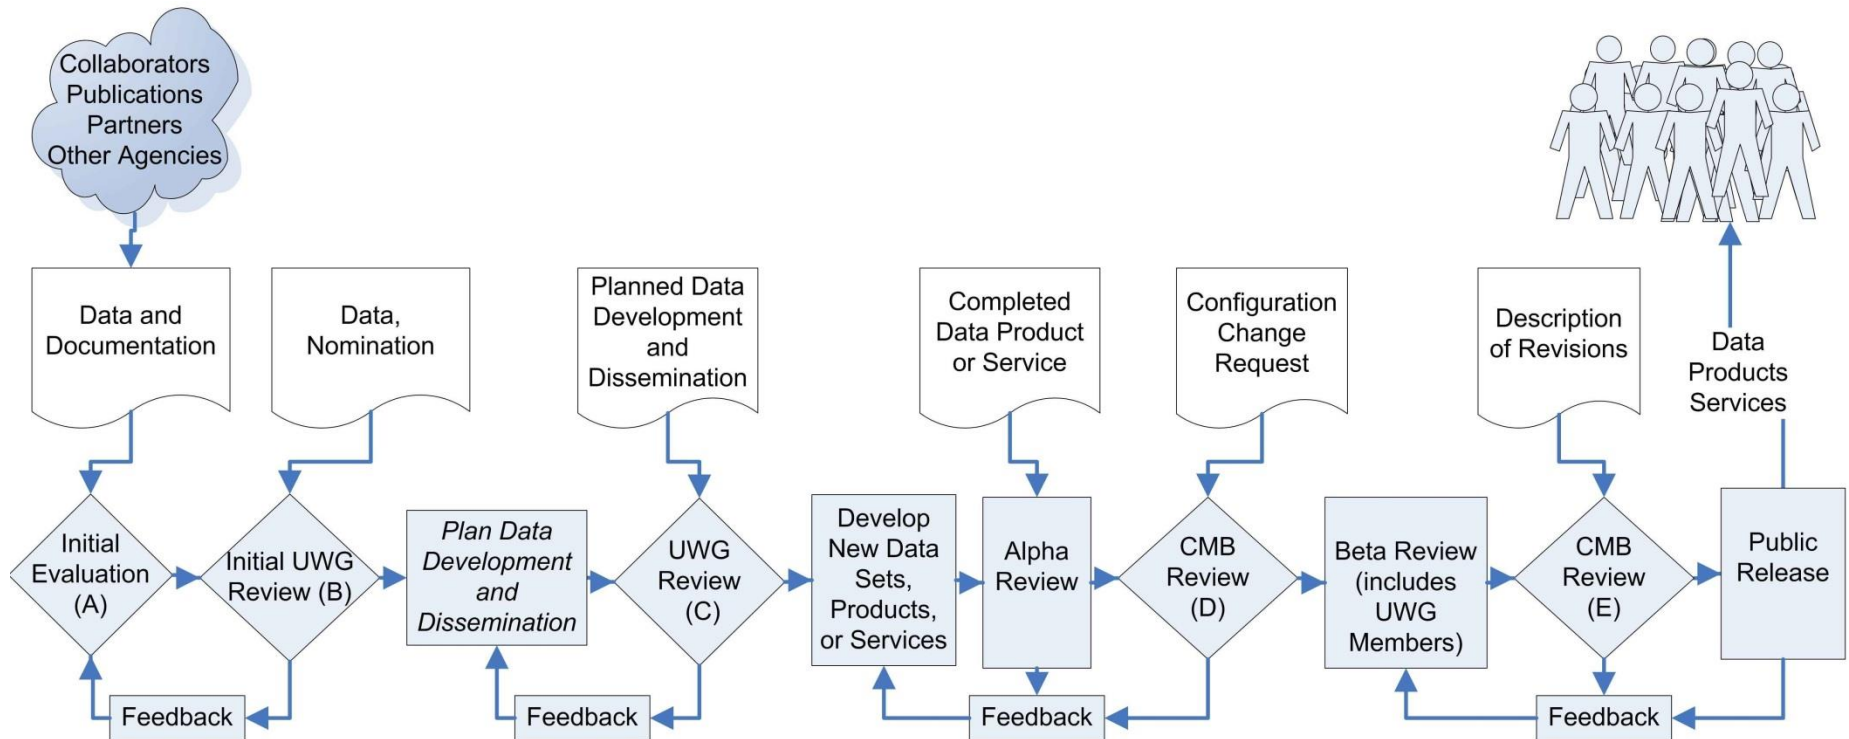 Collaborators
Publications
Partners
Other Agencies
Data and
Documentation
Data,
Nomination
Planned Data
Development
and
Dissemination
Completed
Data Product
or Service
Configuration
Change
Request
Description
of Revisions
Data
Products
Services
Initial
Evaluation
(A)
Initial UWG
Review (B)
Plan Data
Development
and
Dissemination
UWG
Review
(C)
Develop
New Data
Sets,
Products,
or Services
Alpha
Review
CMB
Review
(D)
Beta Review
(includes
UWG
Members)
CMB
Review
(E)
Public
Release
Feedback
Feedback
Feedback
Feedback